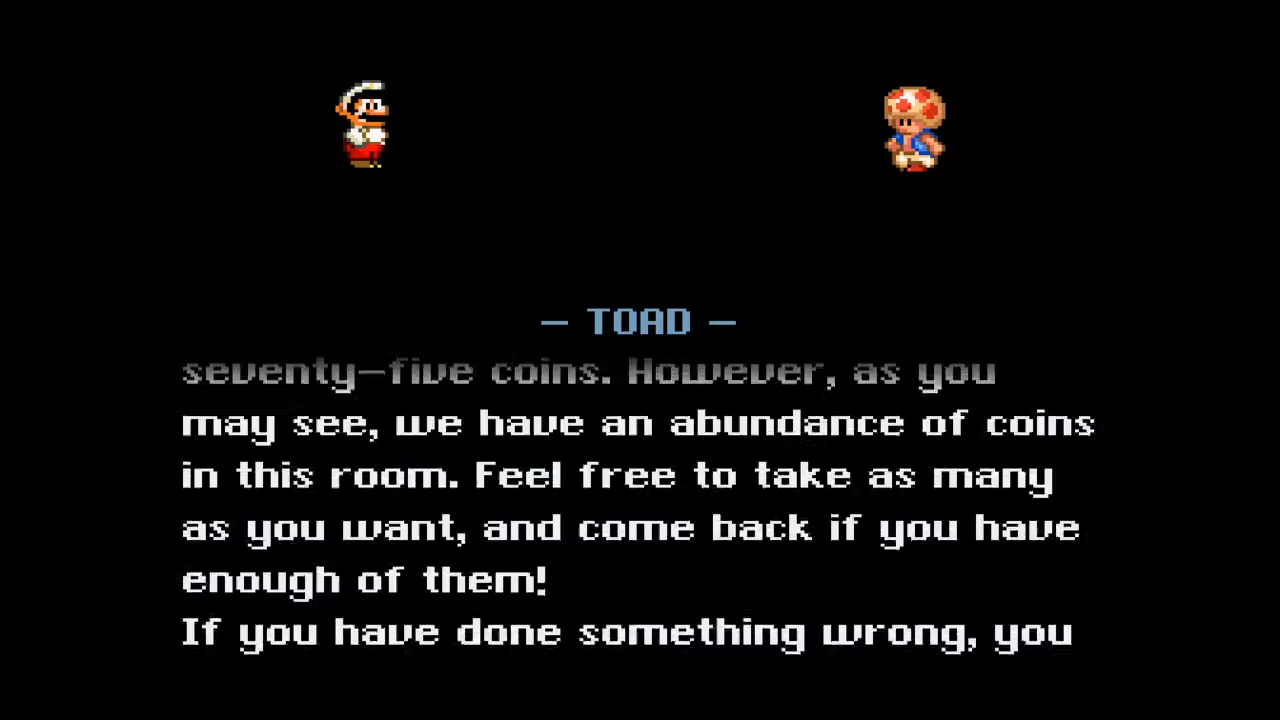 — TOAD —
seventy-five coins. However, as you
may see, we have an abundance of coins
in this room. Feel free to take as many
as you want, and come back if you have
enough of them!
If you have done something wrong, you